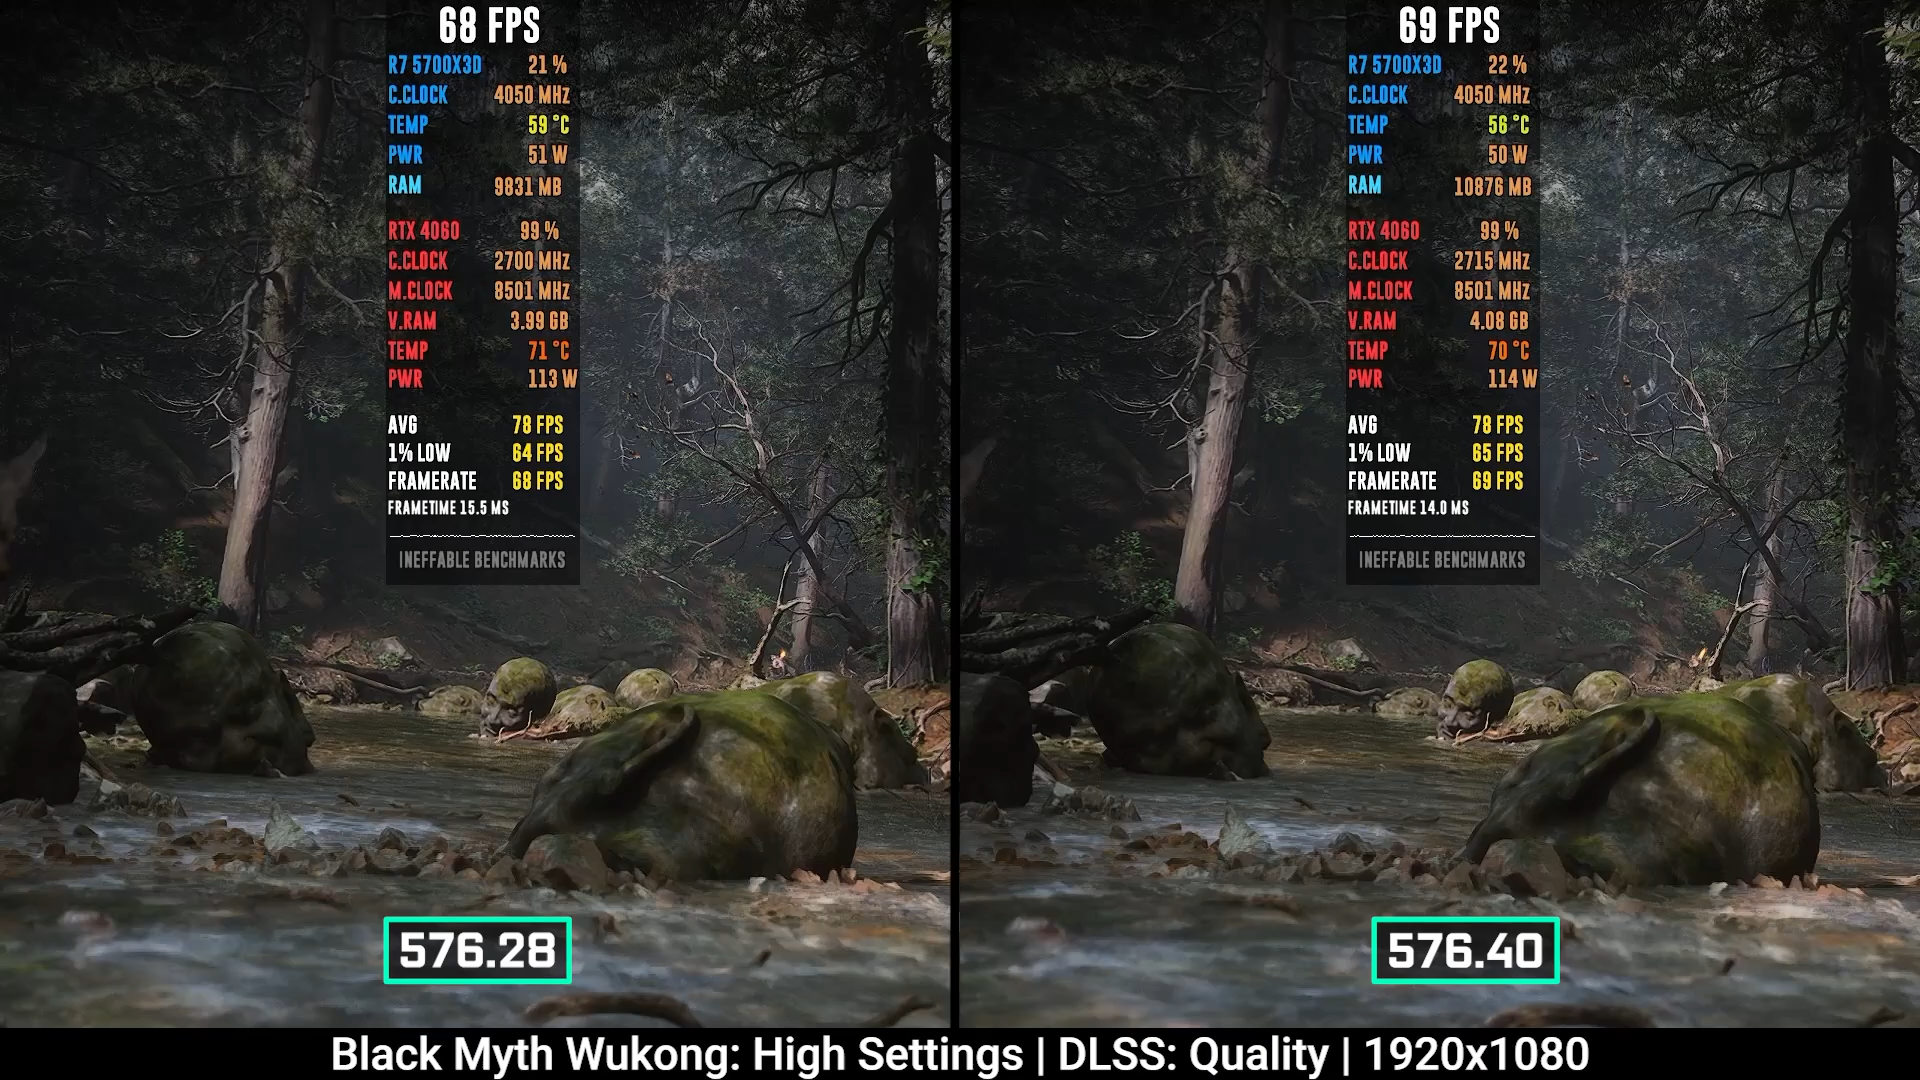 68 FPS
R7 5700X3D 21 %
C.CLOCK 4050 MHz
TEMP 59 °C
PWR 51 W
RAM 9831 MB
RTX 4060 99 %
C.CLOCK 2700 MHz
M.CLOCK 8501 MHz
V.RAM 3.99 GB
TEMP 71 °C
PWR 113 W
AVG 78 FPS
1% LOW 64 FPS
FRAMERATE 68 FPS
FRAMETIME 15.5 MS
INEFFABLE BENCHMARKS
576.28
69 FPS
R7 5700X3D 22 %
C.CLOCK 4050 MHz
TEMP 56 °C
PWR 50 W
RAM 10876 MB
RTX 4060 99 %
C.CLOCK 2715 MHz
M.CLOCK 8501 MHz
V.RAM 4.08 GB
TEMP 70 °C
PWR 114 W
AVG 78 FPS
1% LOW 65 FPS
FRAMERATE 69 FPS
FRAMETIME 14.0 MS
INEFFABLE BENCHMARKS
576.40
Black Myth Wukong: High Settings | DLSS: Quality | 1920x1080